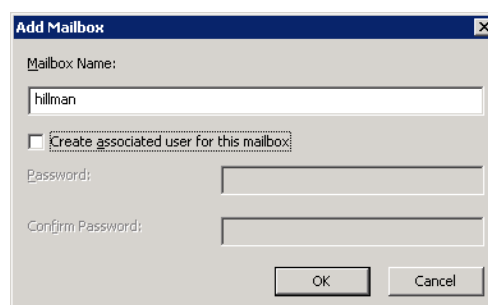 Add Mailbox
Mailbox Name:
hillman
Create associated user for this mailbox
Password:
Confirm Password:
OK Cancel